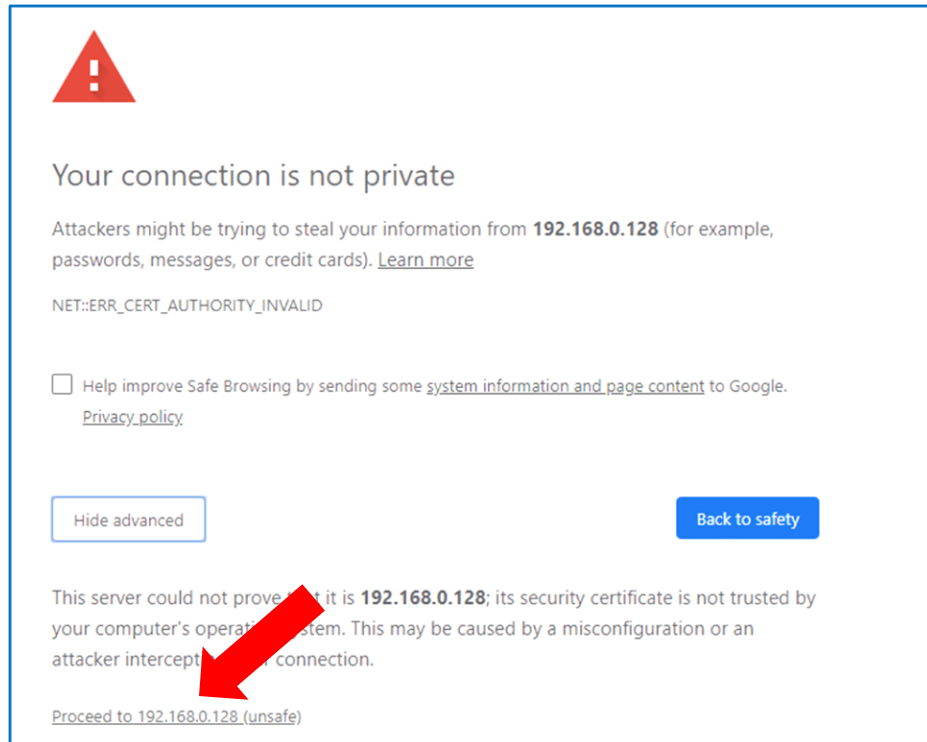 !
Your connection is not private
Attackers might be trying to steal your information from 192.168.0.128 (for example,
passwords, messages, or credit cards). Learn more
NET::ERR_CERT_AUTHORITY_INVALID
Help improve Safe Browsing by sending some system information and page content to Google.
Privacy policy
Hide advanced
Back to safety
This server could not prove it is 192.168.0.128; its security certificate is not trusted by
your computer's This may be caused by a misconfiguration or an
attacker connection.
Proceed to 192.168.0.128 (unsafe)